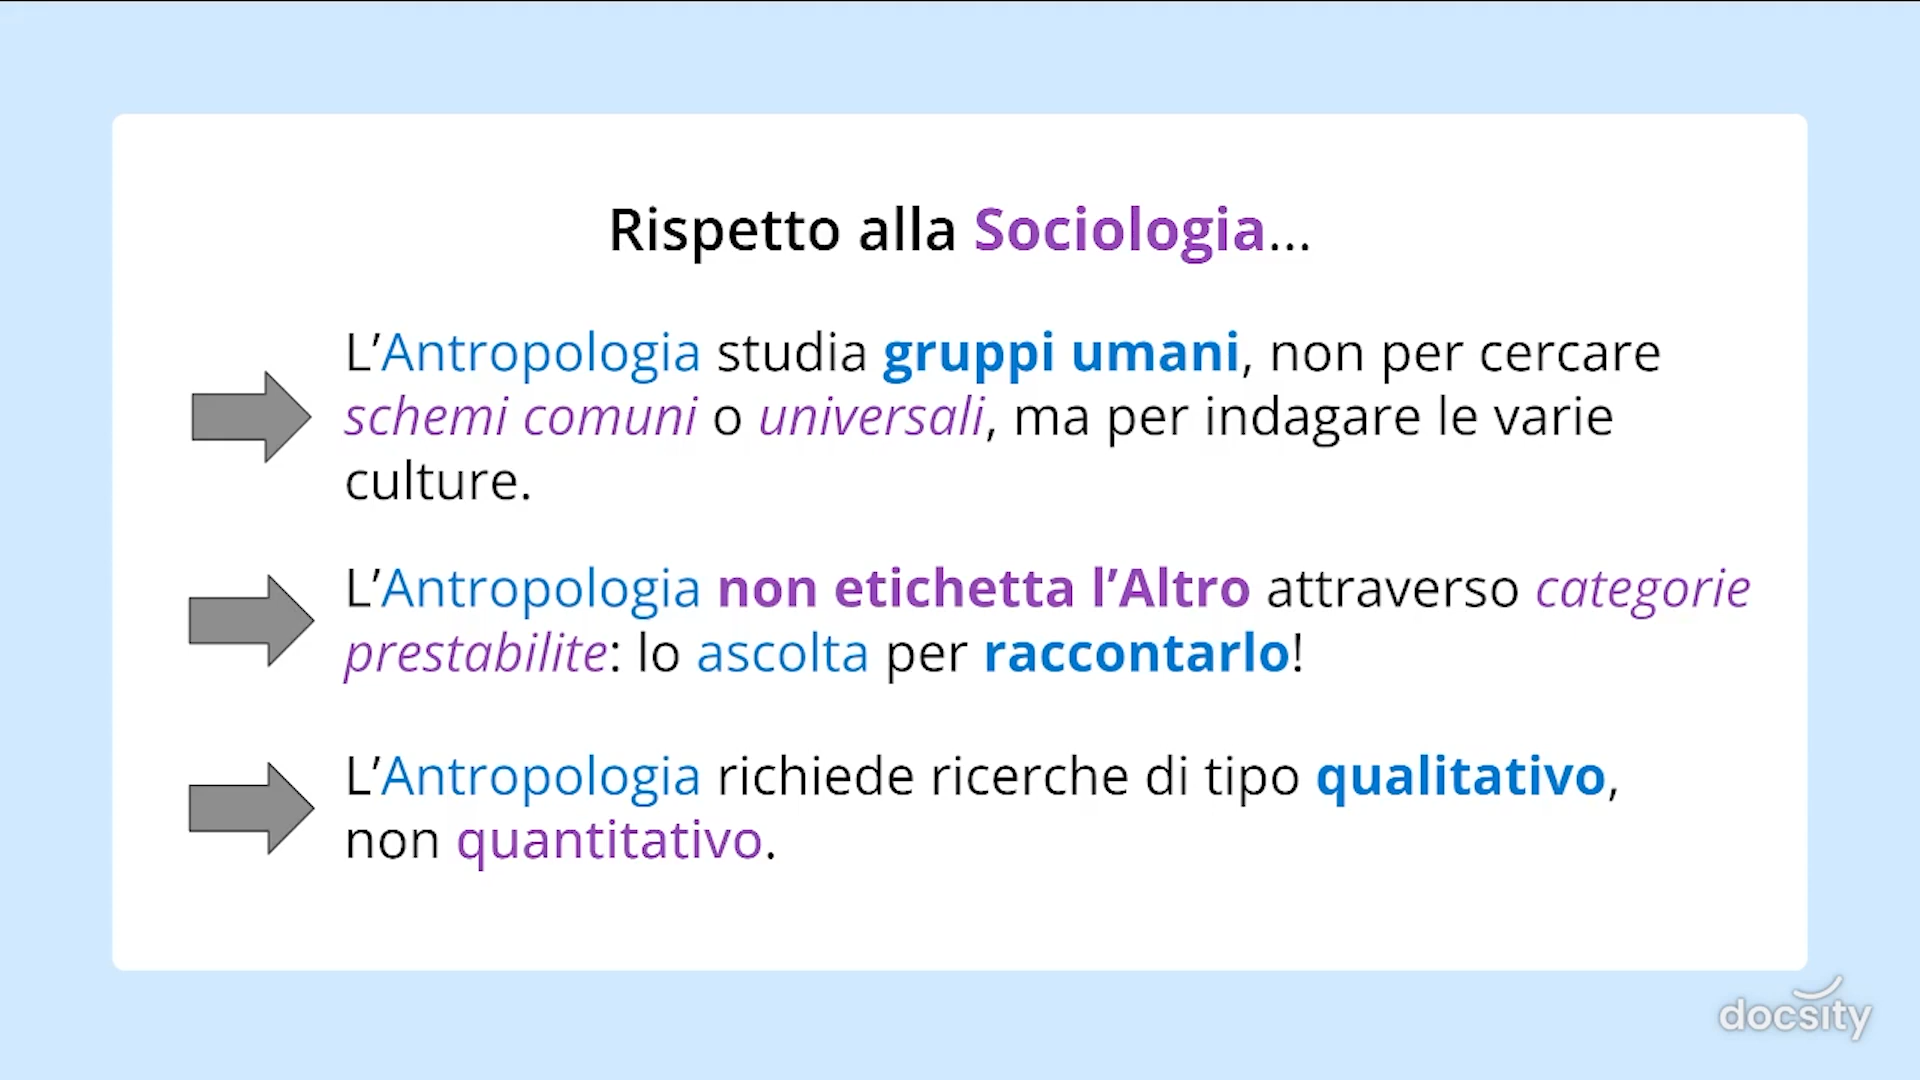 Rispetto alla Sociologia...
L’Antropologia studia gruppi umani, non per cercare
schemi comuni o universali, ma per indagare le varie
culture.
L’Antropologia non etichetta l’Altro attraverso categorie
prestabilite: lo ascolta per raccontarlo!
L’Antropologia richiede ricerche di tipo qualitativo,
non quantitativo.
docsity